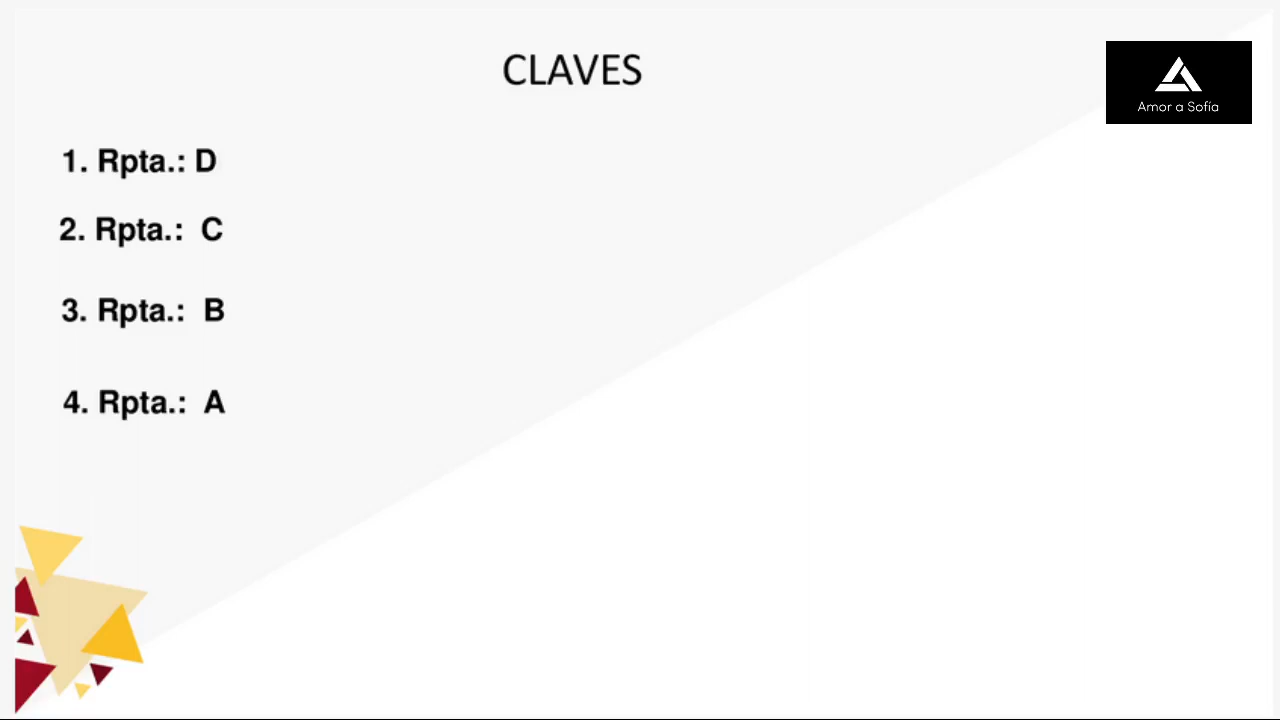 CLAVES
Amor a Sofía
1. Rpta.: D
2. Rpta.: C
3. Rpta.: B
4. Rpta.: A